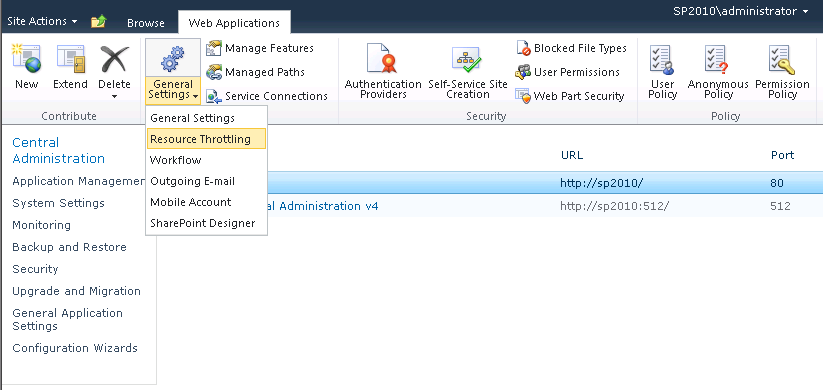 Site Actions Browse Web Applications SP2010\administrator
New Extend Delete
General Settings
Manage Features
Managed Paths
Service Connections
Authentication Providers
Self-Service Site Creation
Blocked File Types
User Permissions
Web Part Security
User Policy
Anonymous Policy
Permission Policy
Contribute Security Policy
General Settings
Resource Throttling
Workflow
Outgoing E-mail
Mobile Account
SharePoint Designer
Central
Administration
Application Managemen
System Settings
Monitoring
Backup and Restore
Security
Upgrade and Migration
General Application
Settings
Configuration Wizards
URL Port
http://sp2010/ 80
Administration v4 http://sp2010:512/ 512